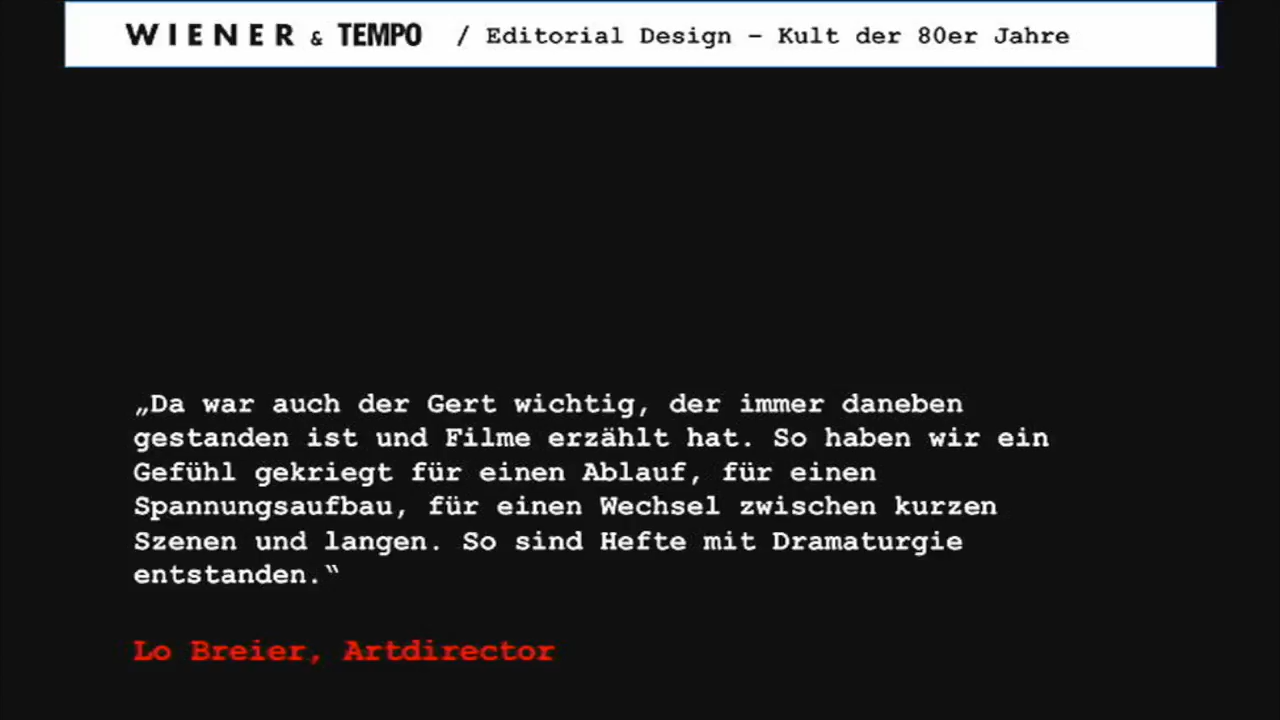 WIENER & TEMPO / Editorial Design – Kult der 80er Jahre
„Da war auch der Gert wichtig, der immer daneben
gestanden ist und Filme erzählt hat. So haben wir ein
Gefühl gekriegt für einen Ablauf, für einen
Spannungsaufbau, für einen Wechsel zwischen kurzen
Szenen und langen. So sind Hefte mit Dramaturgie
entstanden.‟
Lo Breier, Artdirector